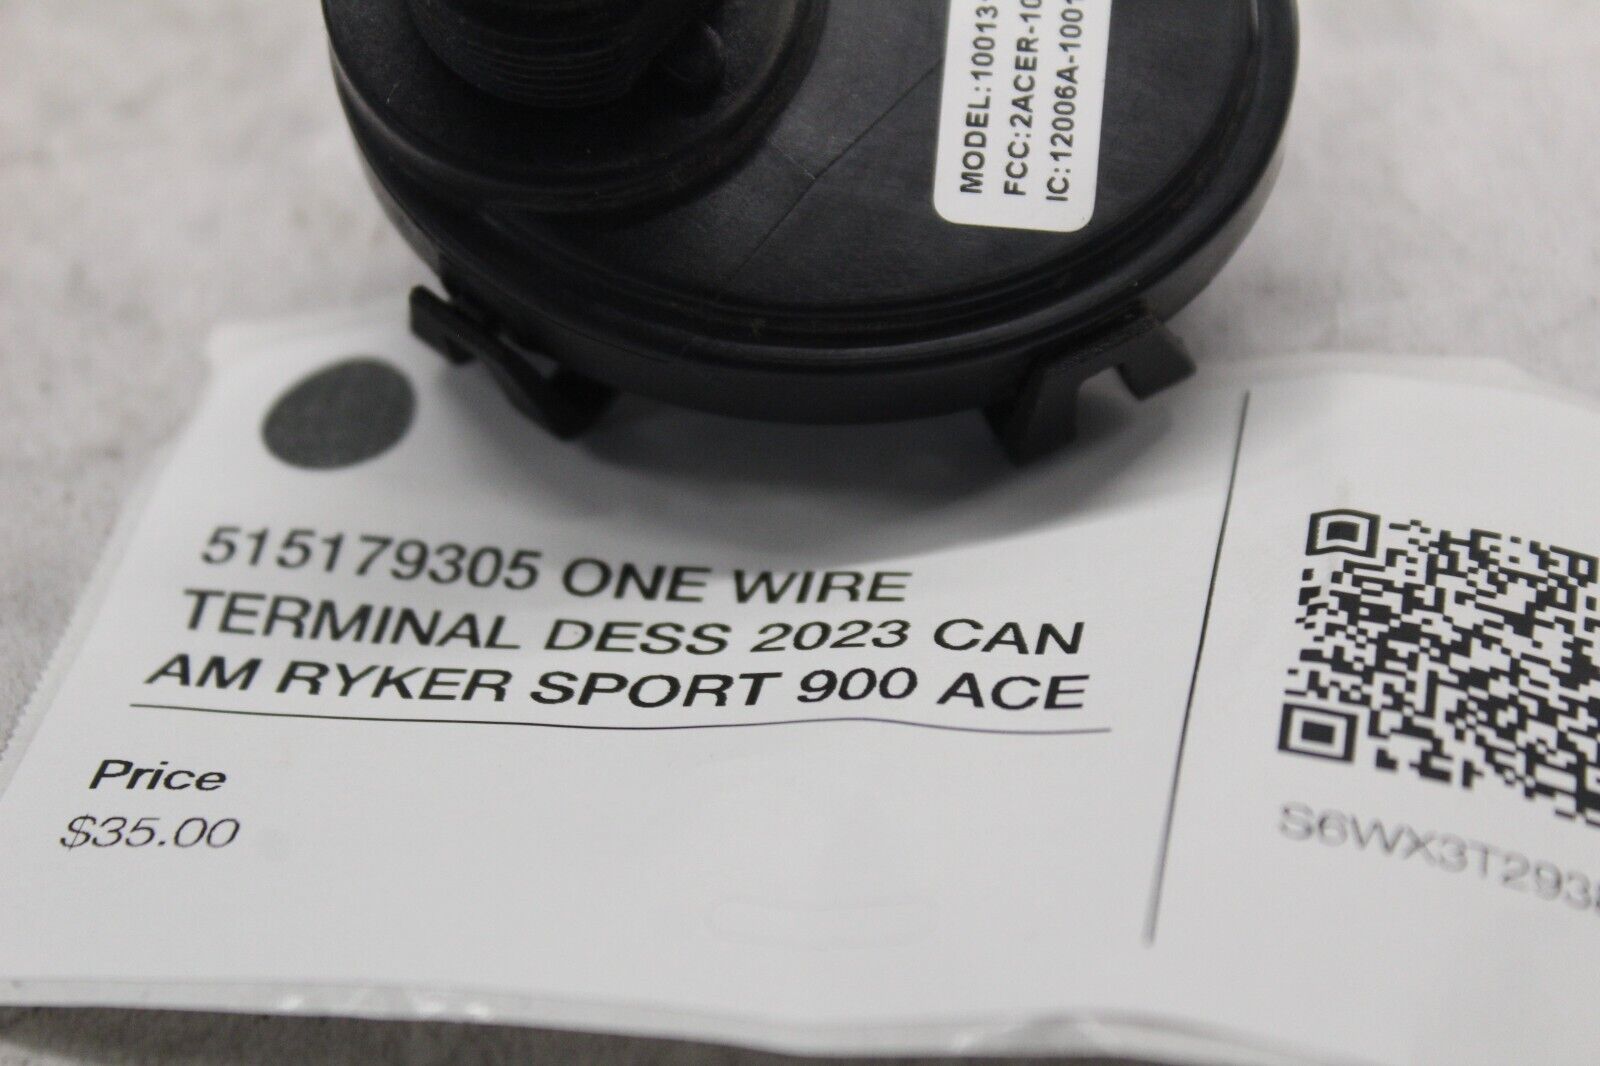 MODEL:10013
FCC:2ACER-10
IC:12006A-1001
515179305 ONE WIRE
TERMINAL DESS 2023 CAN
AM RYKER SPORT 900 ACE
Price
$35.00
S6WX3T293